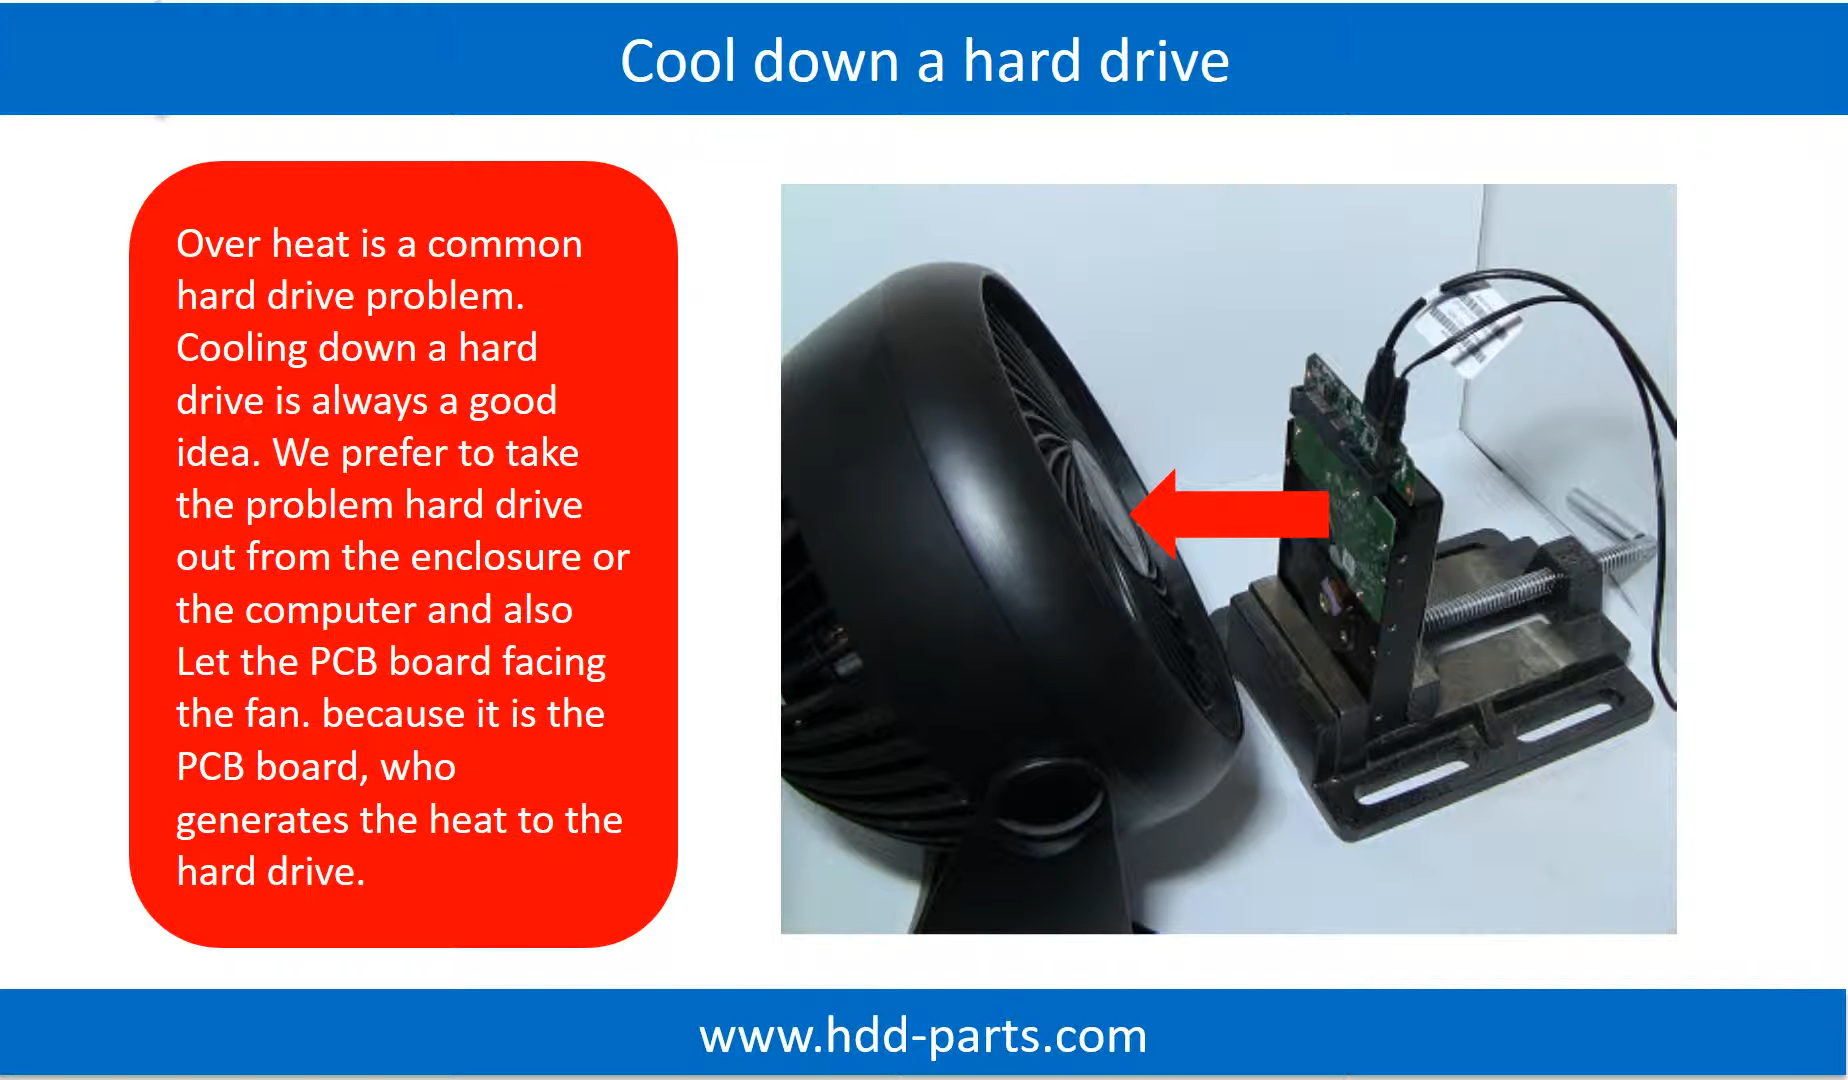 Cool down a hard drive
Over heat is a common
hard drive problem.
Cooling down a hard
drive is always a good
idea. We prefer to take
the problem hard drive
out from the enclosure or
the computer and also
Let the PCB board facing
the fan. because it is the
PCB board, who
generates the heat to the
hard drive.
www.hdd-parts.com